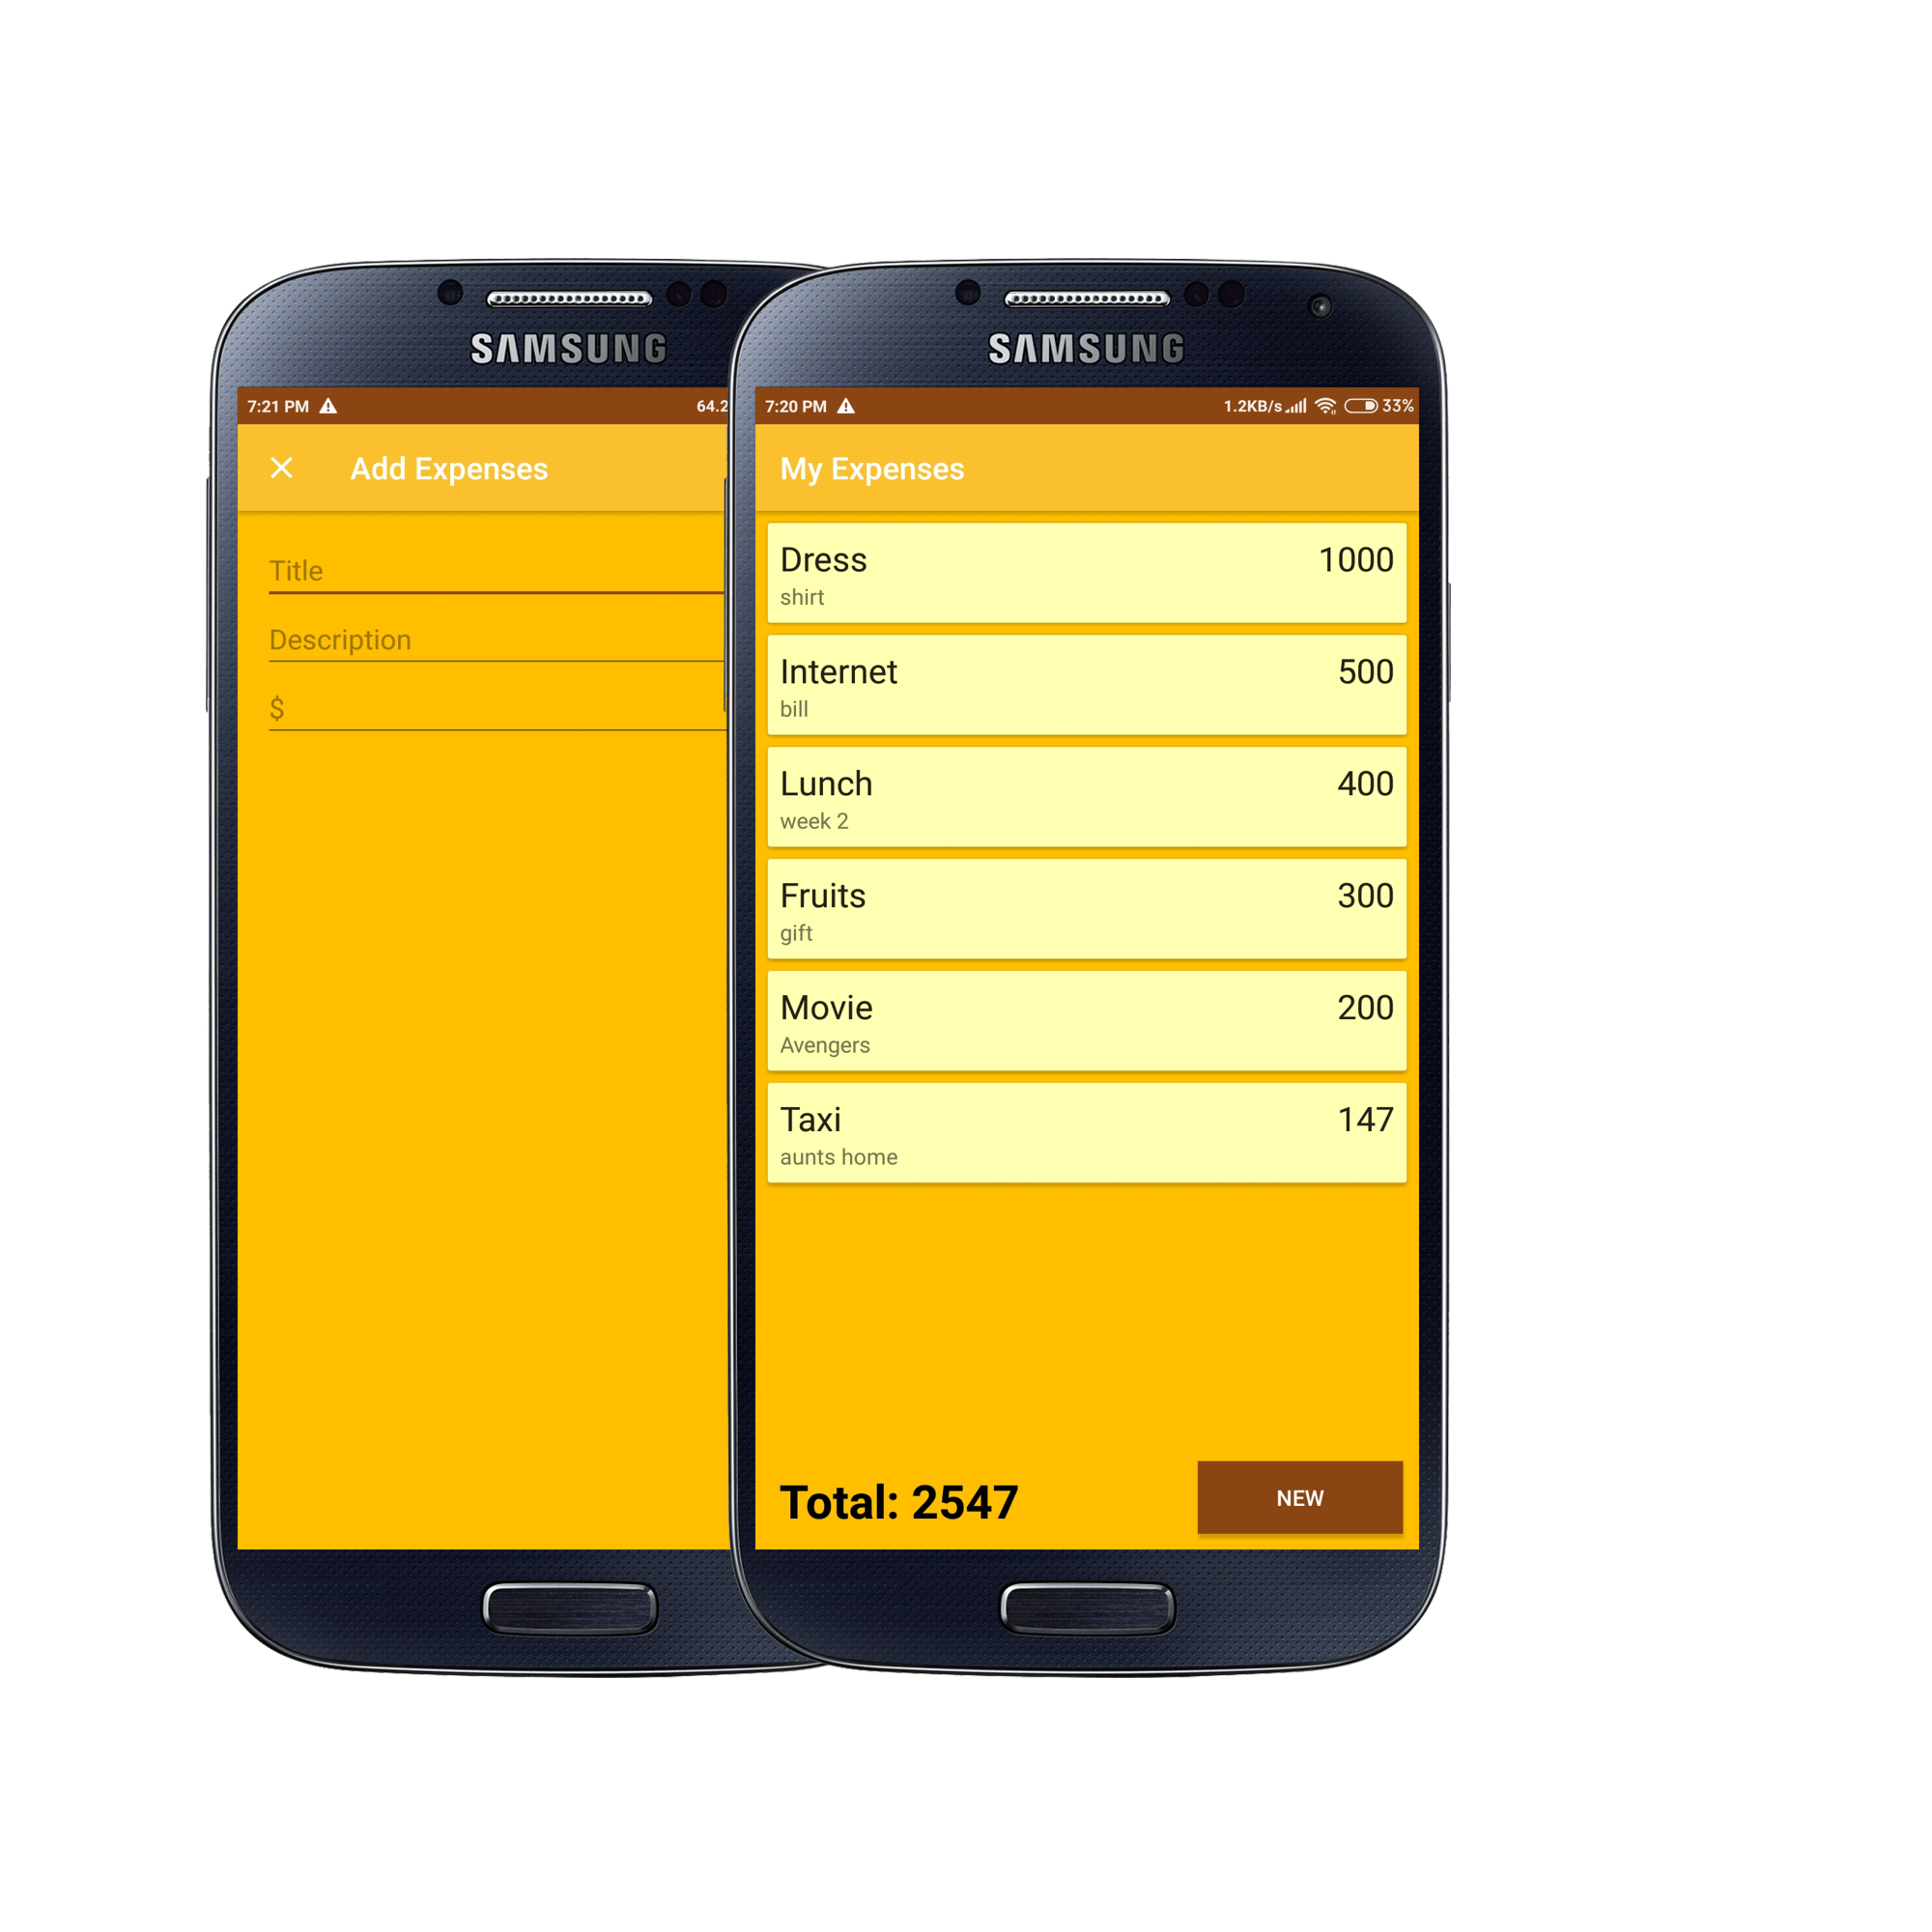 SAMSUNG
7:21 PM
64.2
Add Expenses
Title
Description
$
SAMSUNG
7:20 PM 1.2KB/s 33%
My Expenses
Dress 1000
shirt
Internet 500
bill
Lunch 400
week 2
Fruits 300
gift
Movie 200
Avengers
Taxi 147
aunts home
Total: 2547 NEW